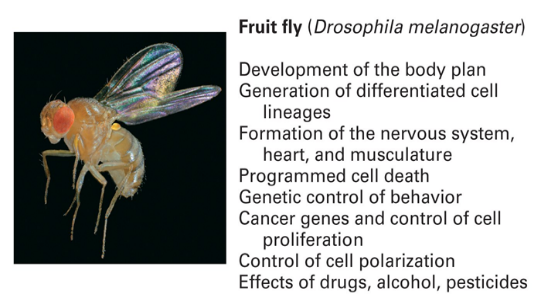 Fruit fly (Drosophila melanogaster)
Development of the body plan
Generation of differentiated cell
lineages
Formation of the nervous system,
heart, and musculature
Programmed cell death
Genetic control of behavior
Cancer genes and control of cell
proliferation
Control of cell polarization
Effects of drugs, alcohol, pesticides